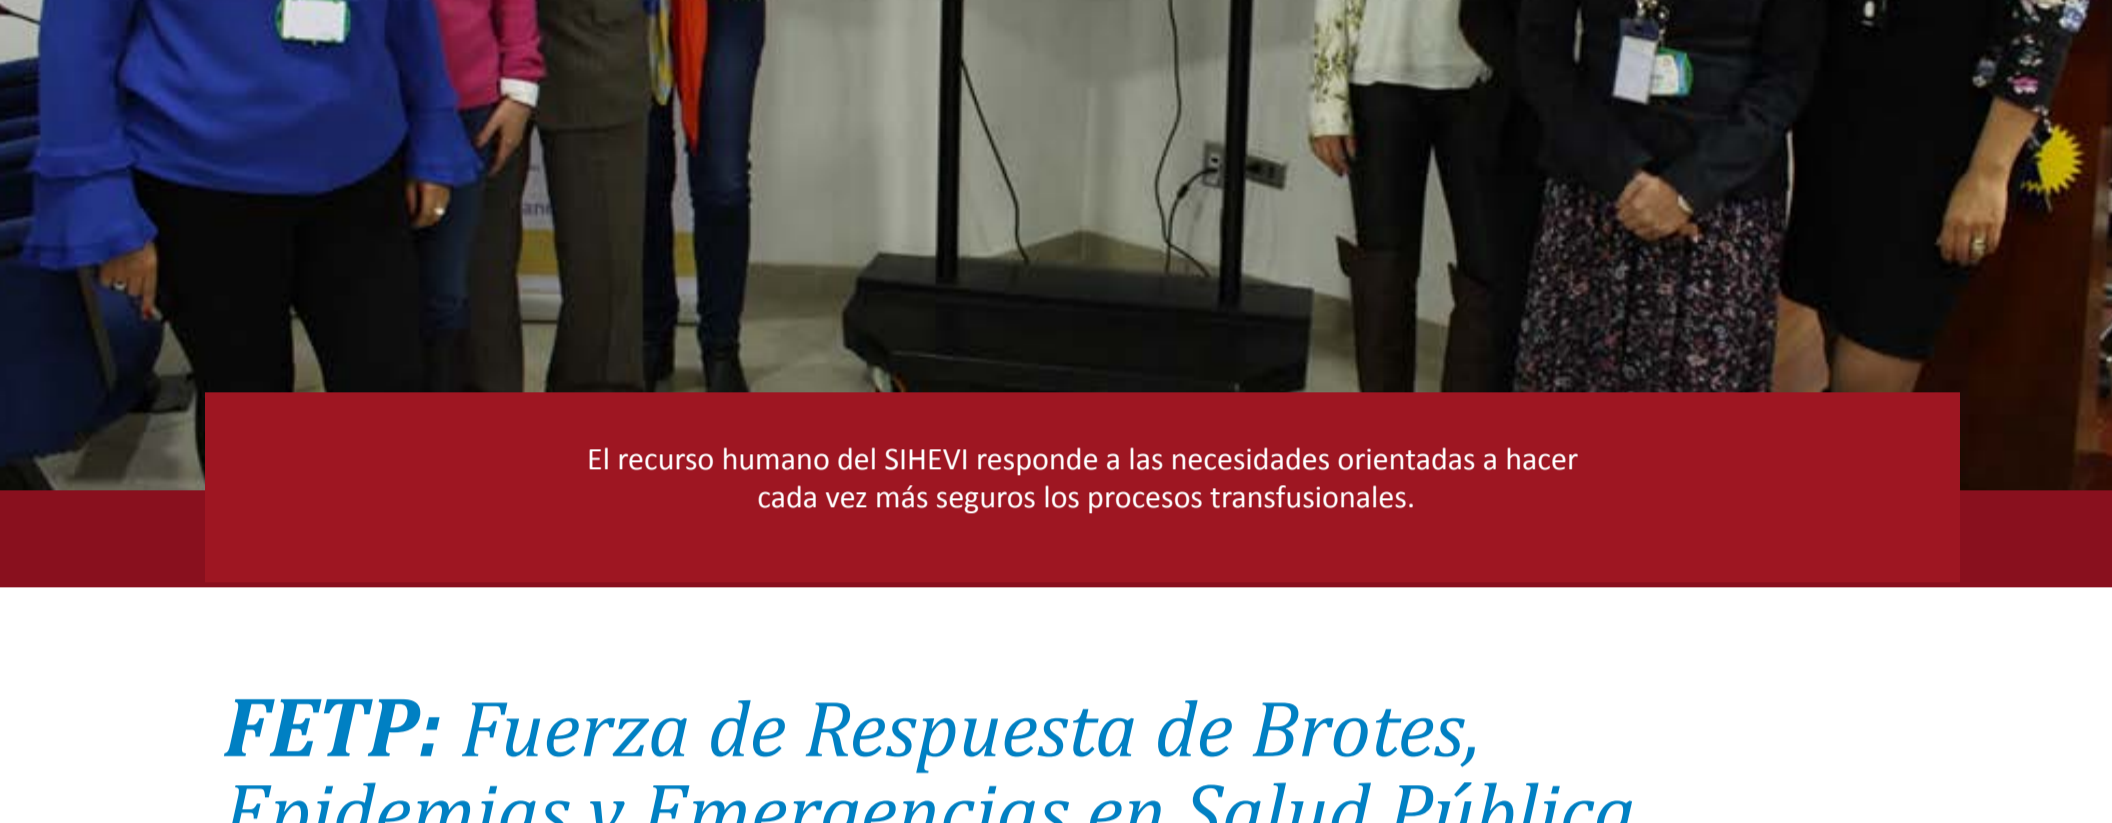 El recurso humano del SIHEVI responde a las necesidades orientadas a hacer
cada vez más seguros los procesos transfusionales.
FETP: Fuerza de Respuesta de Brotes,
Epidemias y Emergencias en Salud Pública